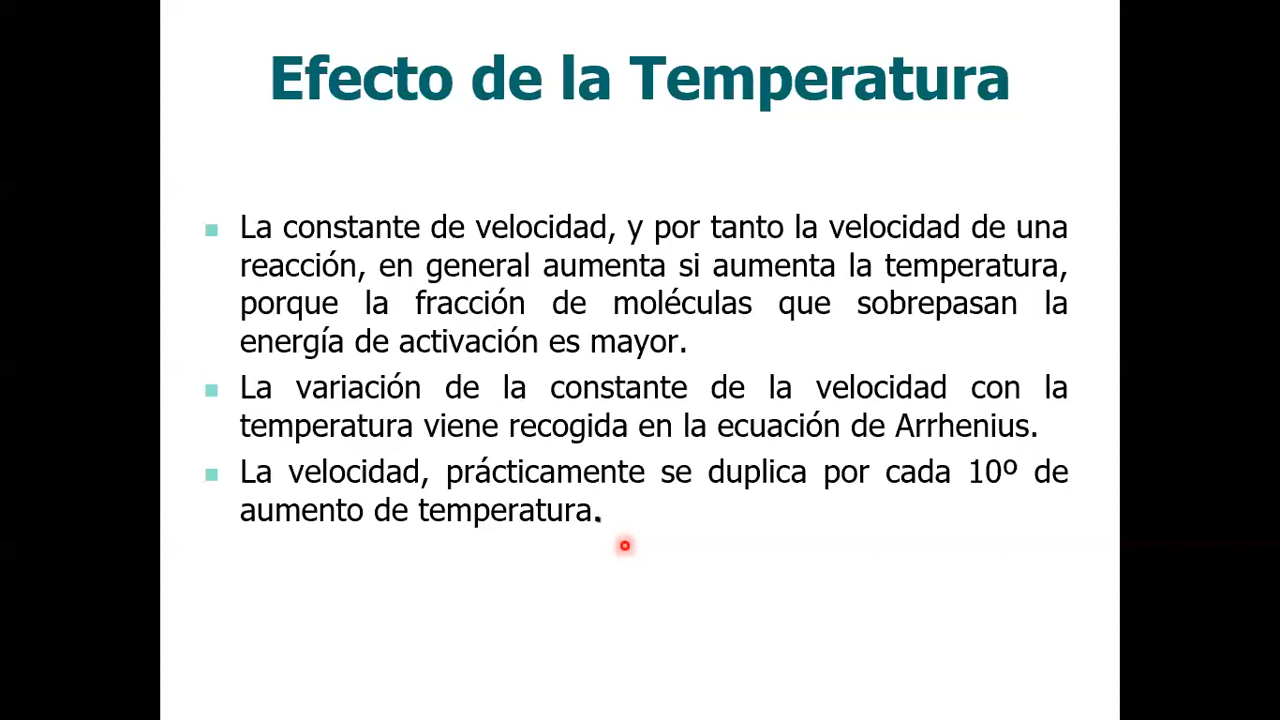 Efecto de la Temperatura
La constante de velocidad, y por tanto la velocidad de una
reacción, en general aumenta si aumenta la temperatura,
porque la fracción de moléculas que sobrepasan la
energía de activación es mayor.
La variación de la constante de la velocidad con la
temperatura viene recogida en la ecuación de Arrhenius.
La velocidad, prácticamente se duplica por cada 10º de
aumento de temperatura.